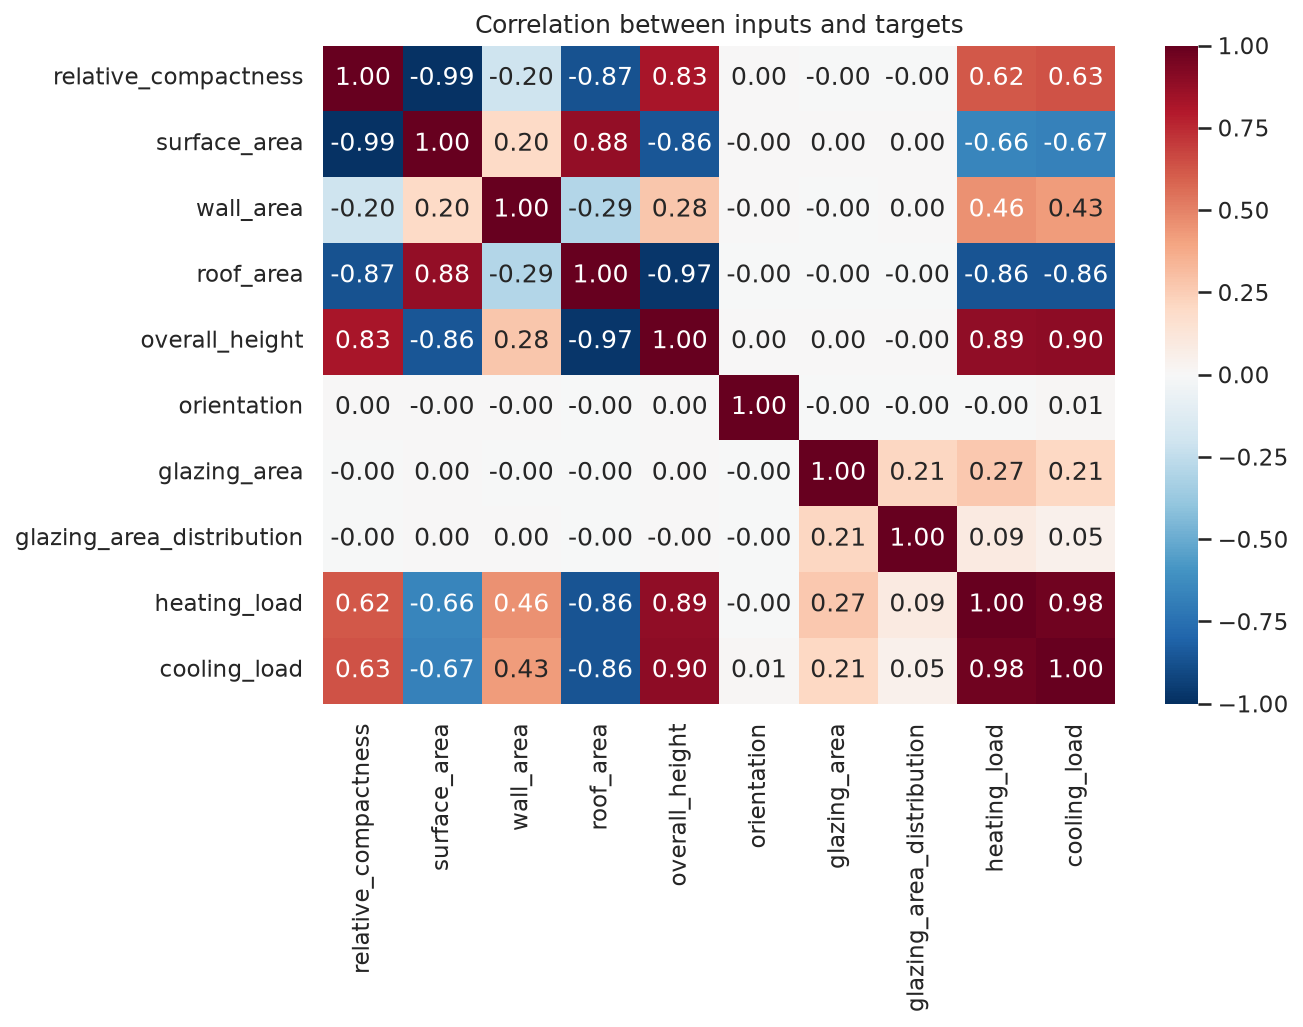 Correlation between inputs and targets
relative_compactness 1.00 -0.99 -0.20 -0.87 0.83 0.00 -0.00 -0.00 0.62 0.63
surface_area -0.99 1.00 0.20 0.88 -0.86 -0.00 0.00 0.00 -0.66 -0.67
wall_area -0.20 0.20 1.00 -0.29 0.28 -0.00 -0.00 0.00 0.46 0.43
roof_area -0.87 0.88 -0.29 1.00 -0.97 -0.00 -0.00 -0.00 -0.86 -0.86
overall_height 0.83 -0.86 0.28 -0.97 1.00 0.00 0.00 -0.00 0.89 0.90
orientation 0.00 -0.00 -0.00 -0.00 0.00 1.00 -0.00 -0.00 -0.00 0.01
glazing_area -0.00 0.00 -0.00 -0.00 0.00 -0.00 1.00 0.21 0.27 0.21
glazing_area_distribution -0.00 0.00 0.00 -0.00 -0.00 -0.00 0.21 1.00 0.09 0.05
heating_load 0.62 -0.66 0.46 -0.86 0.89 -0.00 0.27 0.09 1.00 0.98
cooling_load 0.63 -0.67 0.43 -0.86 0.90 0.01 0.21 0.05 0.98 1.00
relative_compactness
surface_area
wall_area
roof_area
overall_height
orientation
glazing_area
glazing_area_distribution
heating_load
cooling_load
1.00
0.75
0.50
0.25
0.00
−0.25
−0.50
−0.75
−1.00